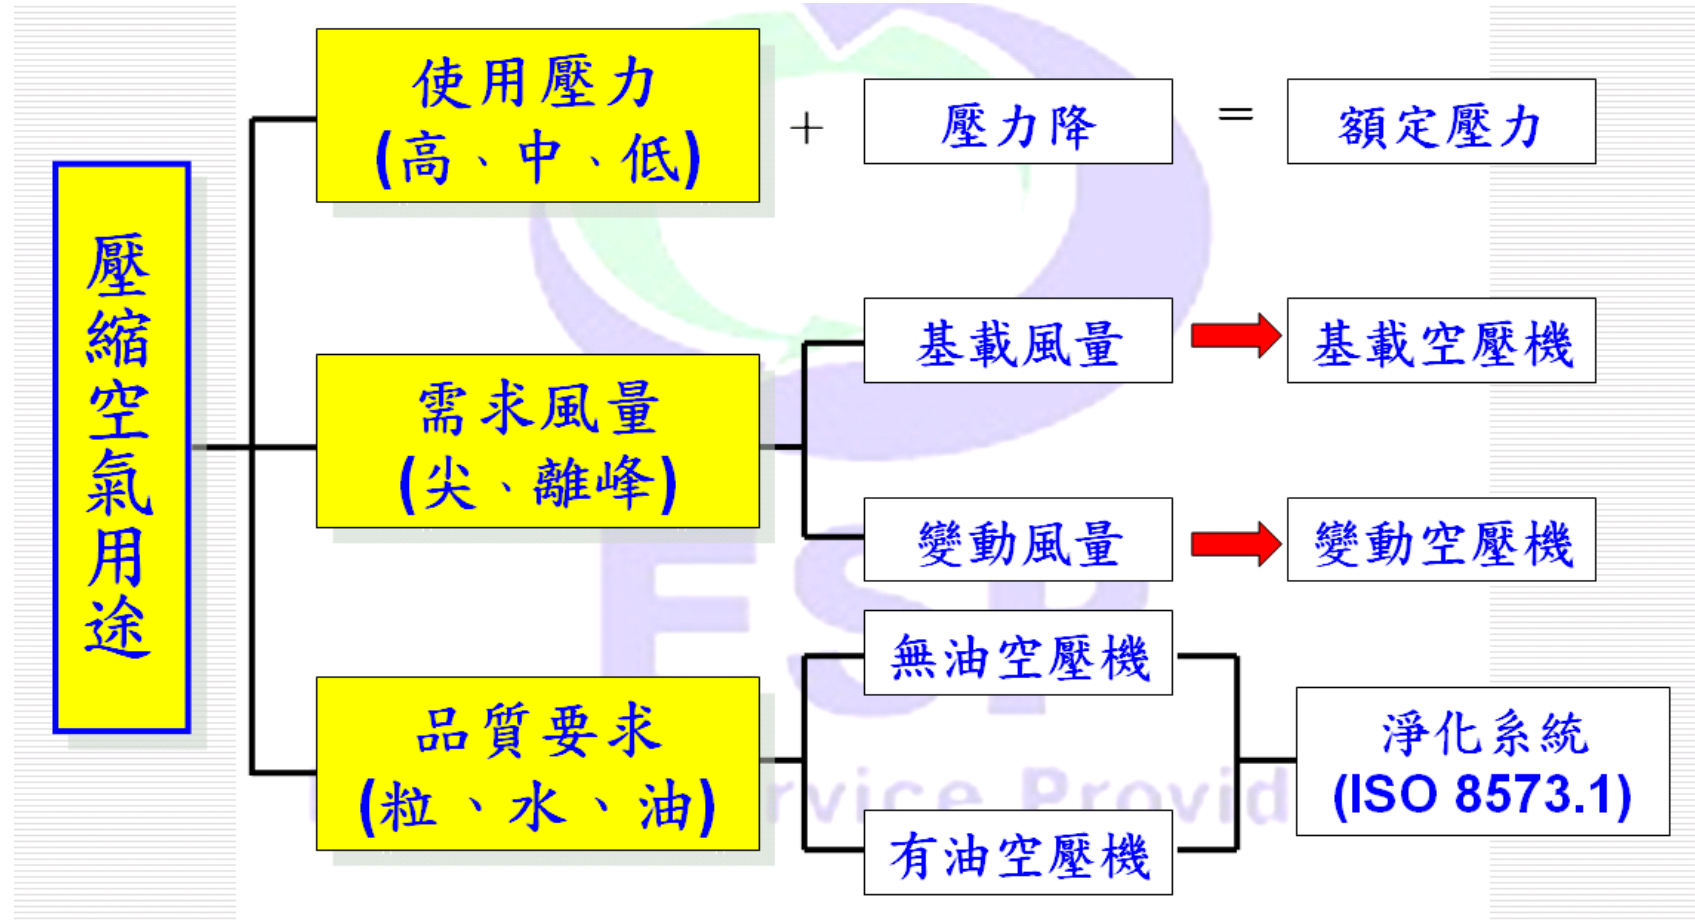 壓縮空氣用途
使用壓力
(高、中、低)
+
壓力降
=
額定壓力
需求風量
(尖、離峰)
基載風量
基載空壓機
變動風量
變動空壓機
品質要求
(粒、水、油)
無油空壓機
有油空壓機
淨化系統
(ISO 8573.1)
ESP
rvice Provid